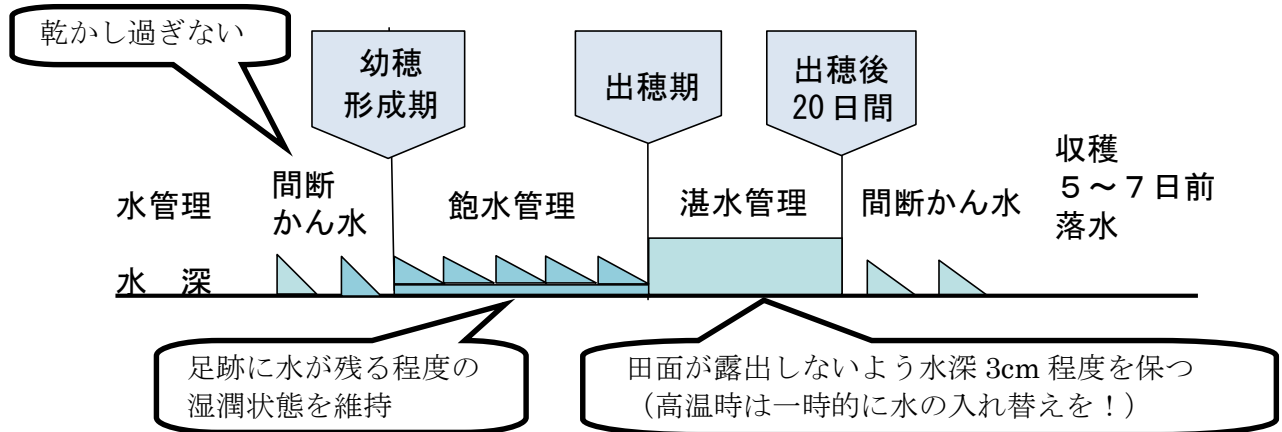 乾かし過ぎない
幼穂
形成期
出穂期
出穂後
20日間
水管理
間断
かん水
飽水管理
湛水管理
間断かん水
収穫
５～７日前
落水
水　深
足跡に水が残る程度の
湿潤状態を維持
田面が露出しないよう水深 3cm 程度を保つ
（高温時は一時的に水の入れ替えを！）